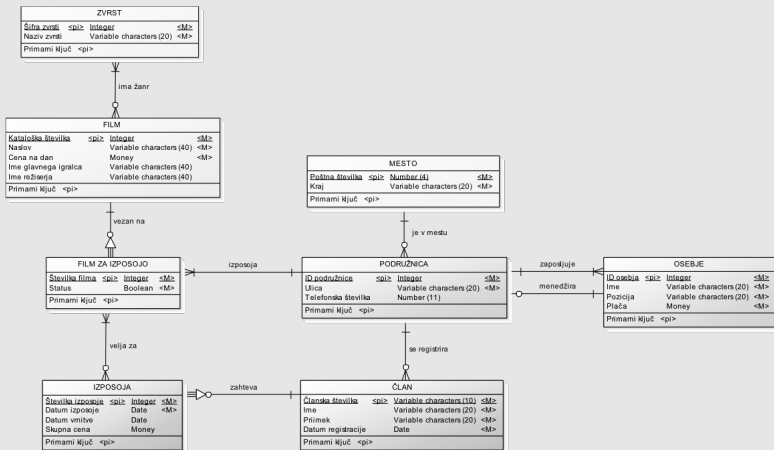 ZVRST
Šifra zvrsti <pi> Integer <M>
Naziv zvrsti Variable characters (20) <M>
Primarni ključ <pi>
ima žanr
FILM
Kataloška številka <pi> Integer <M>
Naslov Variable characters (40) <M>
Cena na dan Money <M>
Ime glavnega igralca Variable characters (40)
Ime režiserja Variable characters (40)
Primarni ključ <pi>
MESTO
Poštna številka <pi> Number (4) <M>
Kraj Variable characters (20) <M>
Primarni ključ <pi>
vezan na
je v mestu
FILM ZA IZPOSOJO
Številka filma <pi> Integer <M>
Status Boolean <M>
Primarni ključ <pi>
izposoja
PODRUŽNICA
ID podružnice <pi> Integer <M>
Ulica Variable characters (20) <M>
Telefonska številka Number (11)
Primarni ključ <pi>
zaposljuje
menedžira
OSEBJE
ID osebja <pi> Integer <M>
Ime Variable characters (20) <M>
Pozicija Variable characters (20) <M>
Plača Money <M>
Primarni ključ <pi>
velja za
se registrira
IZPOSOJA
Številka izposoje <pi> Integer <M>
Datum izposoje Date <M>
Datum vrnitve Date
Skupna cena Money
Primarni ključ <pi>
zahteva
ČLAN
Članska številka <pi> Variable characters (10) <M>
Ime Variable characters (20) <M>
Priimek Variable characters (20) <M>
Datum registracije Date <M>
Primarni ključ <pi>